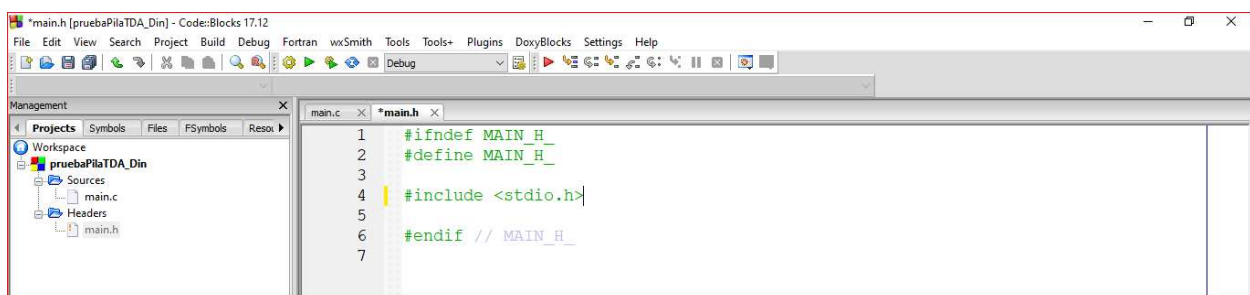 *main.h [pruebaPilaTDA_Din] - Code::Blocks 17.12
File Edit View Search Project Build Debug Fortran wxSmith Tools Tools+ Plugins DoxyBlocks Settings Help
Debug
Management
Projects Symbols Files FSymbols Resou
main.c *main.h
Workspace
pruebaPilaTDA_Din
Sources
main.c
Headers
main.h
1 #ifndef MAIN_H_
2 #define MAIN_H_
3
4 #include <stdio.h>
5
6 #endif // MAIN_H_
7